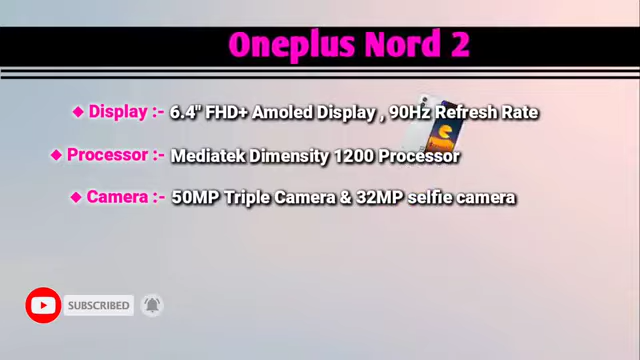 Oneplus Nord 2
◆ Display :- 6.4" FHD+ Amoled Display , 90Hz Refresh Rate
◆ Processor :- Mediatek Dimensity 1200 Processor
◆ Camera :- 50MP Triple Camera & 32MP selfie camera
SUBSCRIBED